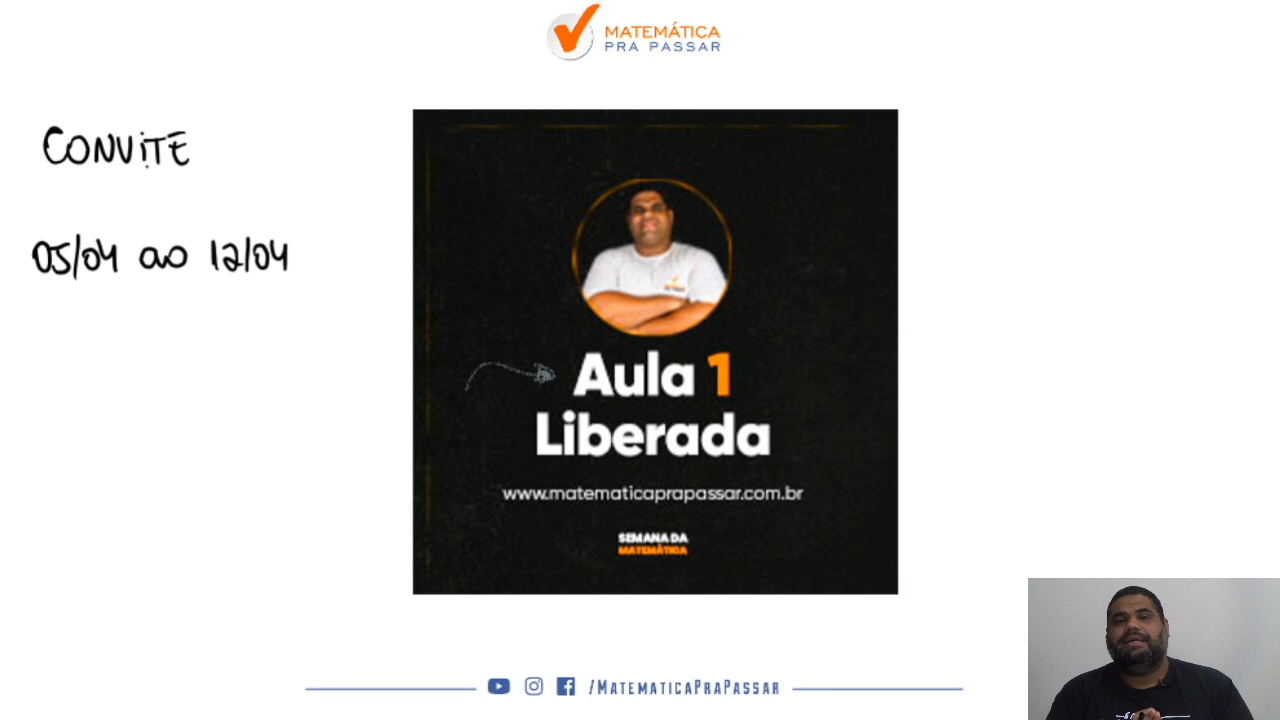 MATEMÁTICA
PRA PASSAR
CONVITE
05/04 ao 12/04
Aula 1
Liberada
www.matematicaprapassar.com.br
SEMANA DA
MATEMÁTICA
/MATEMATICAPRAPASSAR